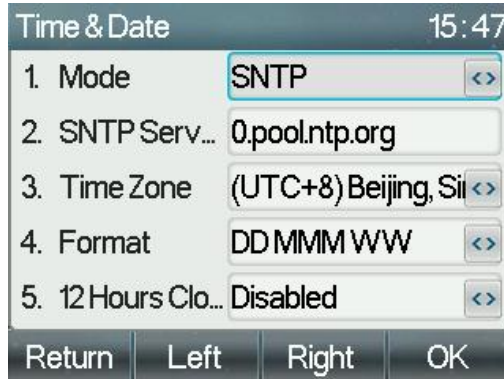 Time & Date 15:47
1. Mode SNTP
2. SNTP Serv... 0.pool.ntp.org
3. Time Zone (UTC+8) Beijing, Si
4. Format DD MMM WW
5. 12 Hours Clo... Disabled
Return Left Right OK